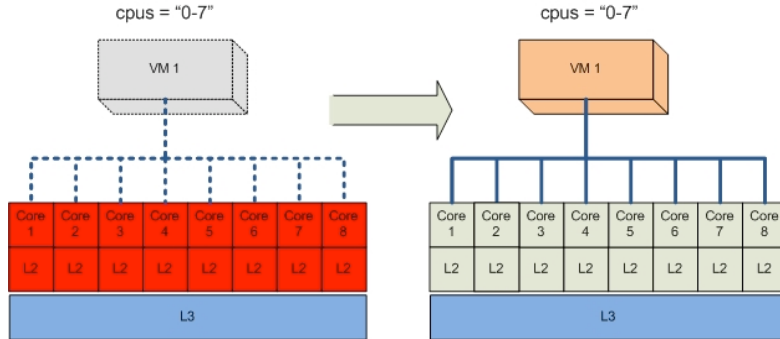 cpus = “0-7”
VM 1
Core 1 Core 2 Core 3 Core 4 Core 5 Core 6 Core 7 Core 8
L2 L2 L2 L2 L2 L2 L2 L2
L3
cpus = “0-7”
VM 1
Core 1 Core 2 Core 3 Core 4 Core 5 Core 6 Core 7 Core 8
L2 L2 L2 L2 L2 L2 L2 L2
L3